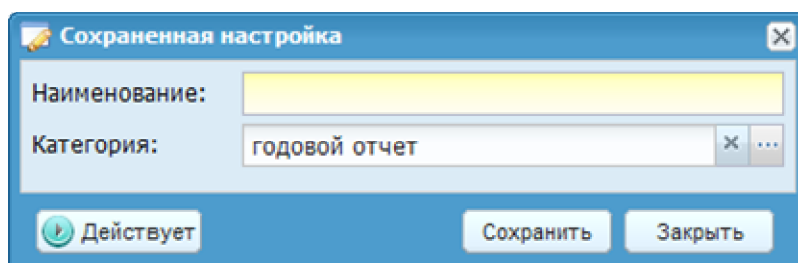 Сохраненная настройка
Наименование:
Категория: годовой отчет
Действует Сохранить Закрыть